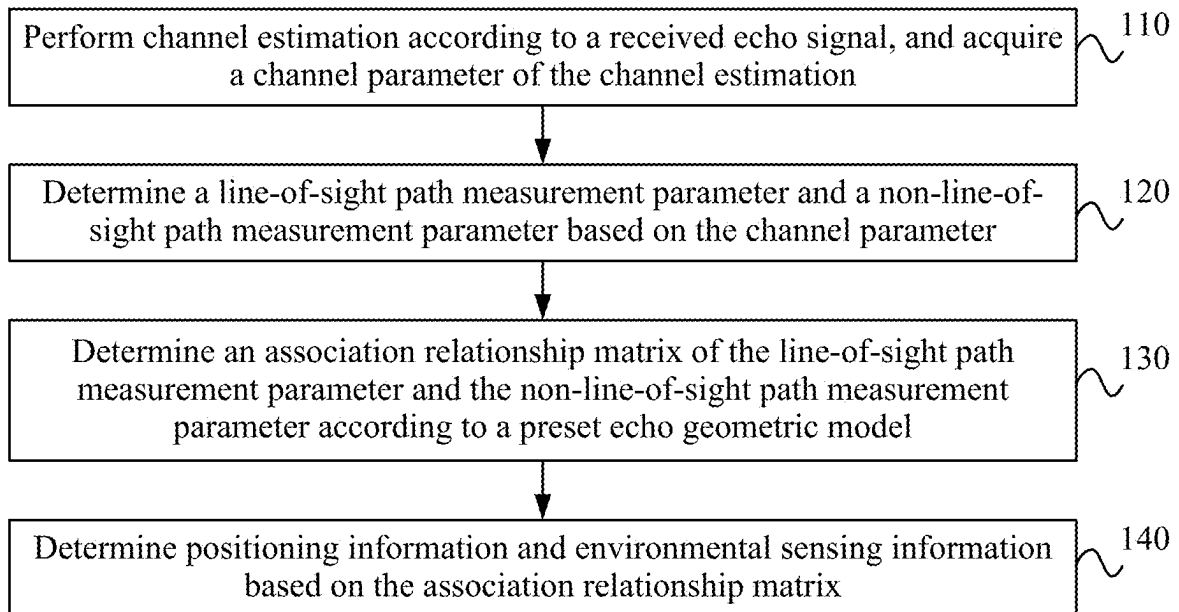 Perform channel estimation according to a received echo signal, and acquire
a channel parameter of the channel estimation
110
Determine a line-of-sight path measurement parameter and a non-line-of-
sight path measurement parameter based on the channel parameter
120
Determine an association relationship matrix of the line-of-sight path
measurement parameter and the non-line-of-sight path measurement
parameter according to a preset echo geometric model
130
Determine positioning information and environmental sensing information
based on the association relationship matrix
140